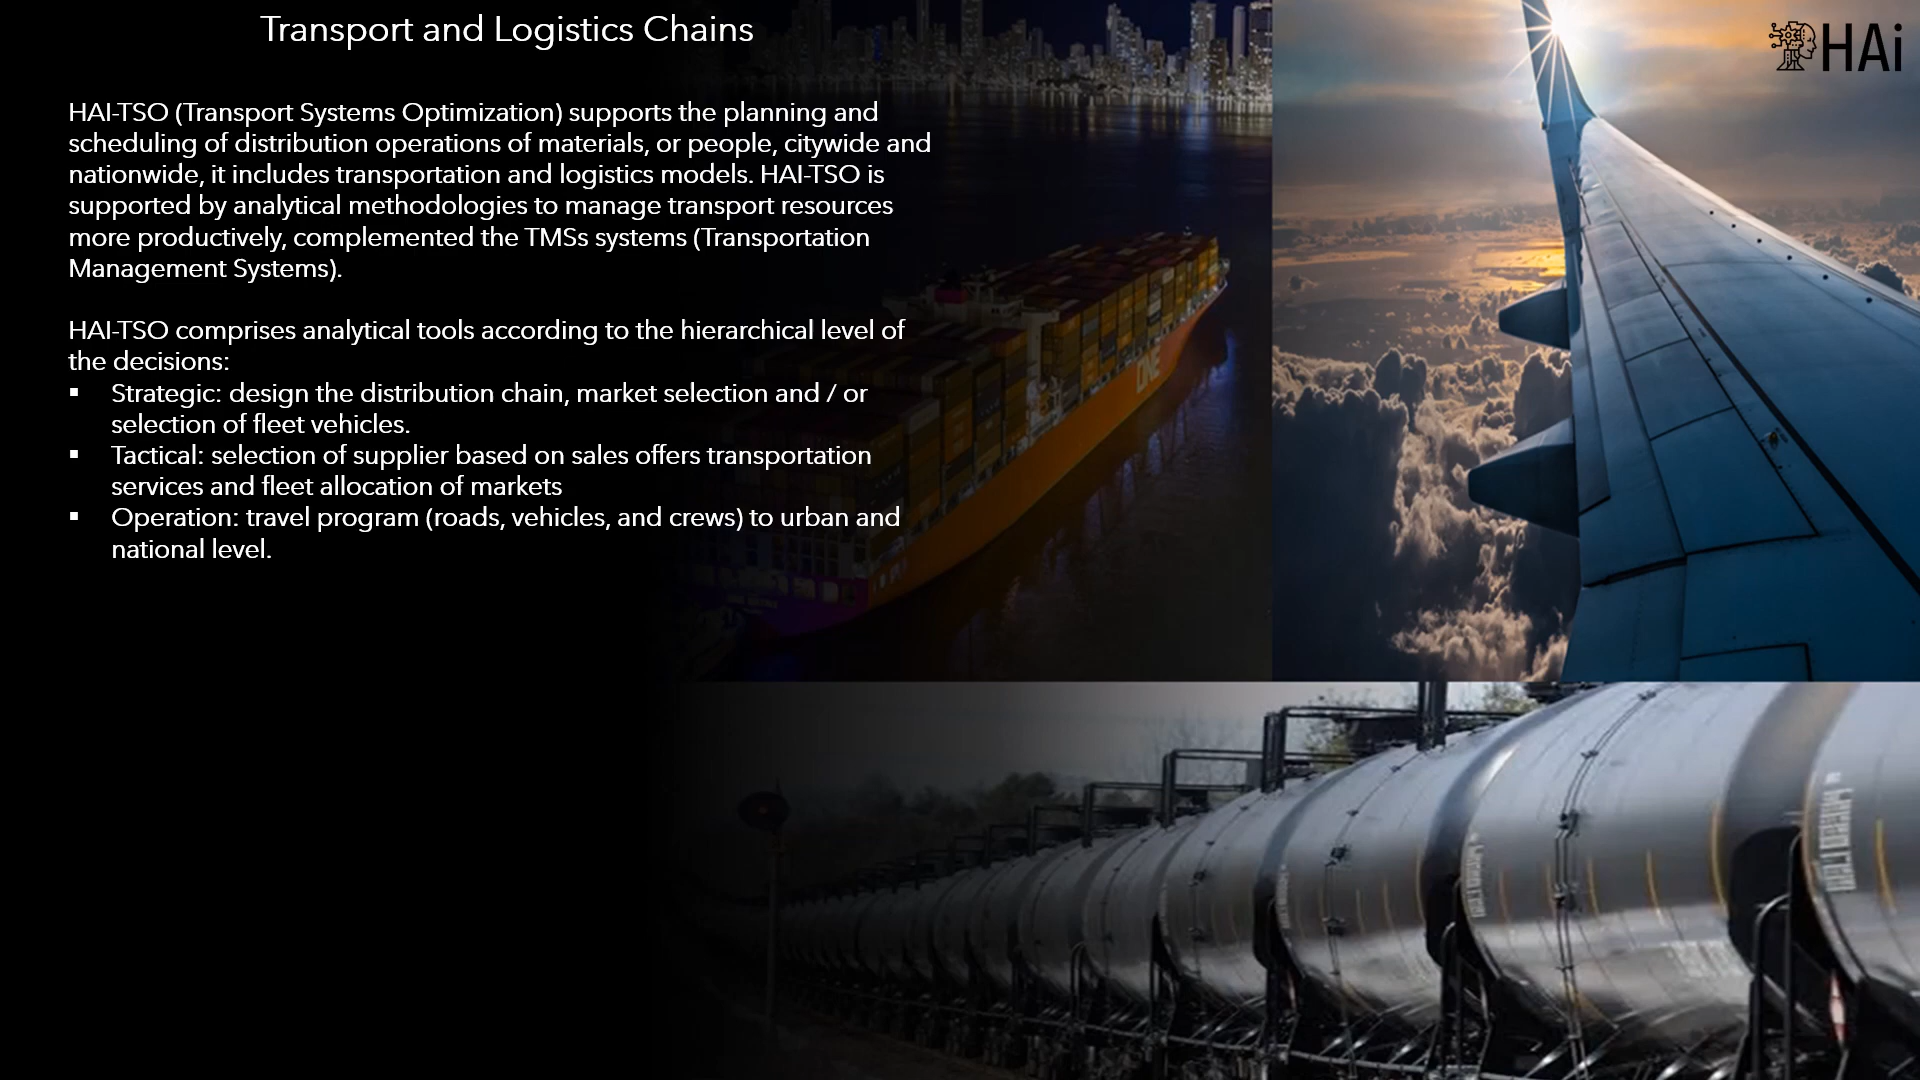 Transport and Logistics Chains
HAi
HAI-TSO (Transport Systems Optimization) supports the planning and
scheduling of distribution operations of materials, or people, citywide and
nationwide, it includes transportation and logistics models. HAI-TSO is
supported by analytical methodologies to manage transport resources
more productively, complemented the TMSs systems (Transportation
Management Systems).
HAI-TSO comprises analytical tools according to the hierarchical level of
the decisions:
▪ Strategic: design the distribution chain, market selection and / or
selection of fleet vehicles.
▪ Tactical: selection of supplier based on sales offers transportation
services and fleet allocation of markets
▪ Operation: travel program (roads, vehicles, and crews) to urban and
national level.
ONE